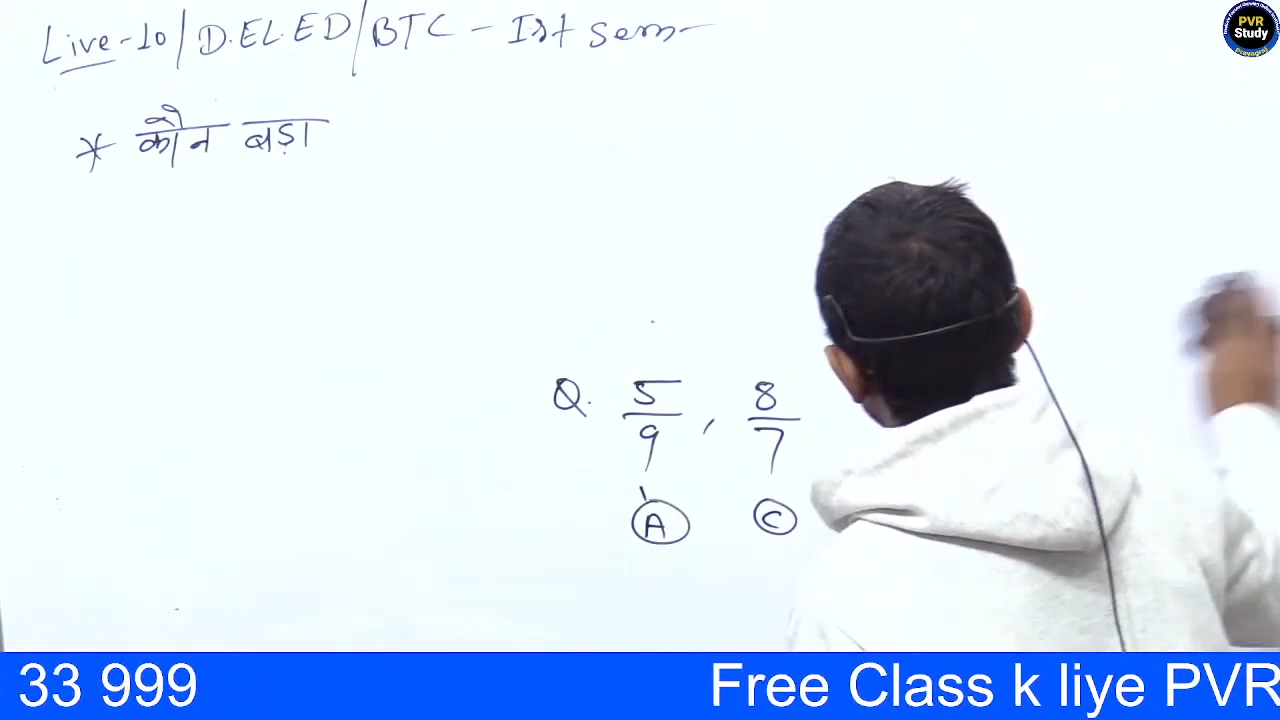 Live-10/D.EL.ED/BTC - Ist Sem
* कौन बड़ा
Q. 5/9, 8/7
A C
PVR
Study
Prayagraj
33 999 Free Class k liye PVR